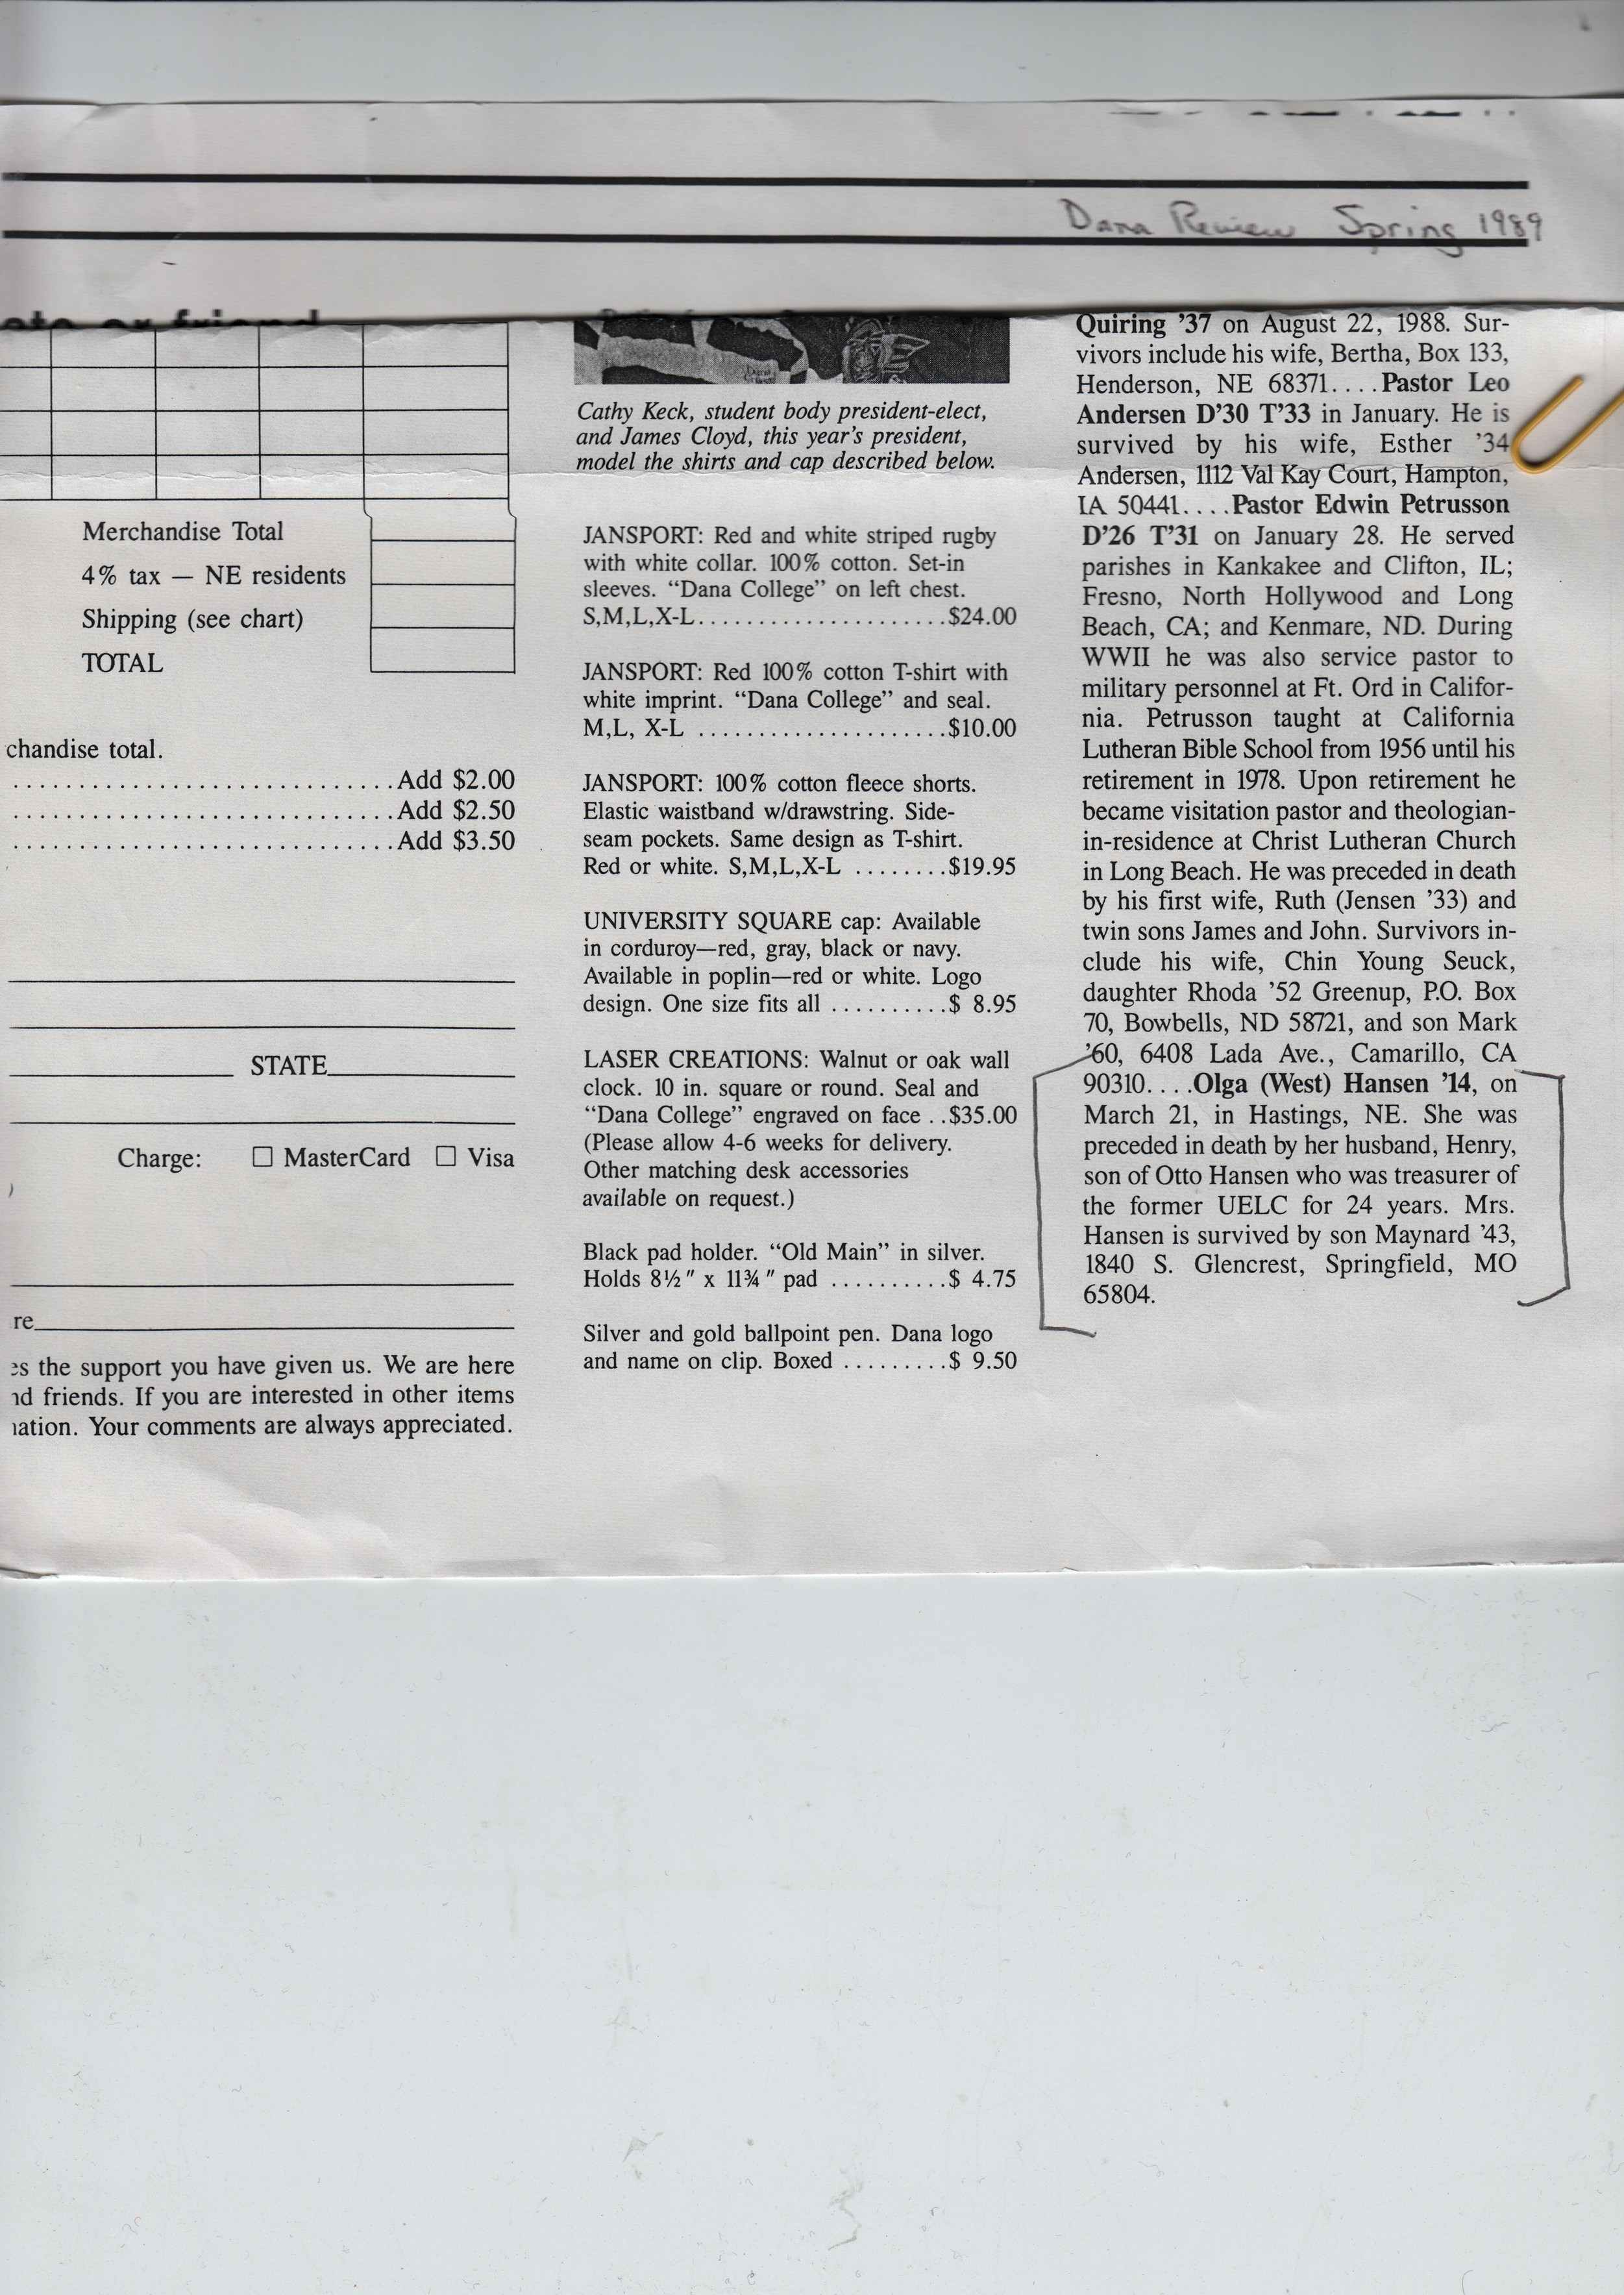 Dana Review Spring 1989
Merchandise Total
4% tax — NE residents
Shipping (see chart)
TOTAL
chandise total.
............................. Add $2.00
............................. Add $2.50
............................. Add $3.50
STATE
Charge: ☐ MasterCard ☐ Visa
re
es the support you have given us. We are here
nd friends. If you are interested in other items
nation. Your comments are always appreciated.
Cathy Keck, student body president-elect,
and James Cloyd, this year’s president,
model the shirts and cap described below.
JANSPORT: Red and white striped rugby
with white collar. 100% cotton. Set-in
sleeves. “Dana College” on left chest.
S,M,L,X-L.......................$24.00
JANSPORT: Red 100% cotton T-shirt with
white imprint. “Dana College” and seal.
M,L, X-L .....................$10.00
JANSPORT: 100% cotton fleece shorts.
Elastic waistband w/drawstring. Side-
seam pockets. Same design as T-shirt.
Red or white. S,M,L,X-L ........$19.95
UNIVERSITY SQUARE cap: Available
in corduroy—red, gray, black or navy.
Available in poplin—red or white. Logo
design. One size fits all ..........$ 8.95
LASER CREATIONS: Walnut or oak wall
clock. 10 in. square or round. Seal and
“Dana College” engraved on face ..$35.00
(Please allow 4-6 weeks for delivery.
Other matching desk accessories
available on request.)
Black pad holder. “Old Main” in silver.
Holds 8½″ x 11¾″ pad ..........$ 4.75
Silver and gold ballpoint pen. Dana logo
and name on clip. Boxed .........$ 9.50
Quiring ’37 on August 22, 1988. Sur-
vivors include his wife, Bertha, Box 133,
Henderson, NE 68371....Pastor Leo
Andersen D’30 T’33 in January. He is
survived by his wife, Esther ’34
Andersen, 1112 Val Kay Court, Hampton,
IA 50441....Pastor Edwin Petrusson
D’26 T’31 on January 28. He served
parishes in Kankakee and Clifton, IL;
Fresno, North Hollywood and Long
Beach, CA; and Kenmare, ND. During
WWII he was also service pastor to
military personnel at Ft. Ord in Califor-
nia. Petrusson taught at California
Lutheran Bible School from 1956 until his
retirement in 1978. Upon retirement he
became visitation pastor and theologian-
in-residence at Christ Lutheran Church
in Long Beach. He was preceded in death
by his first wife, Ruth (Jensen ’33) and
twin sons James and John. Survivors in-
clude his wife, Chin Young Seuck,
daughter Rhoda ’52 Greenup, P.O. Box
70, Bowbells, ND 58721, and son Mark
’60, 6408 Lada Ave., Camarillo, CA
90310....Olga (West) Hansen ’14, on
March 21, in Hastings, NE. She was
preceded in death by her husband, Henry,
son of Otto Hansen who was treasurer of
the former UELC for 24 years. Mrs.
Hansen is survived by son Maynard ’43,
1840 S. Glencrest, Springfield, MO
65804.